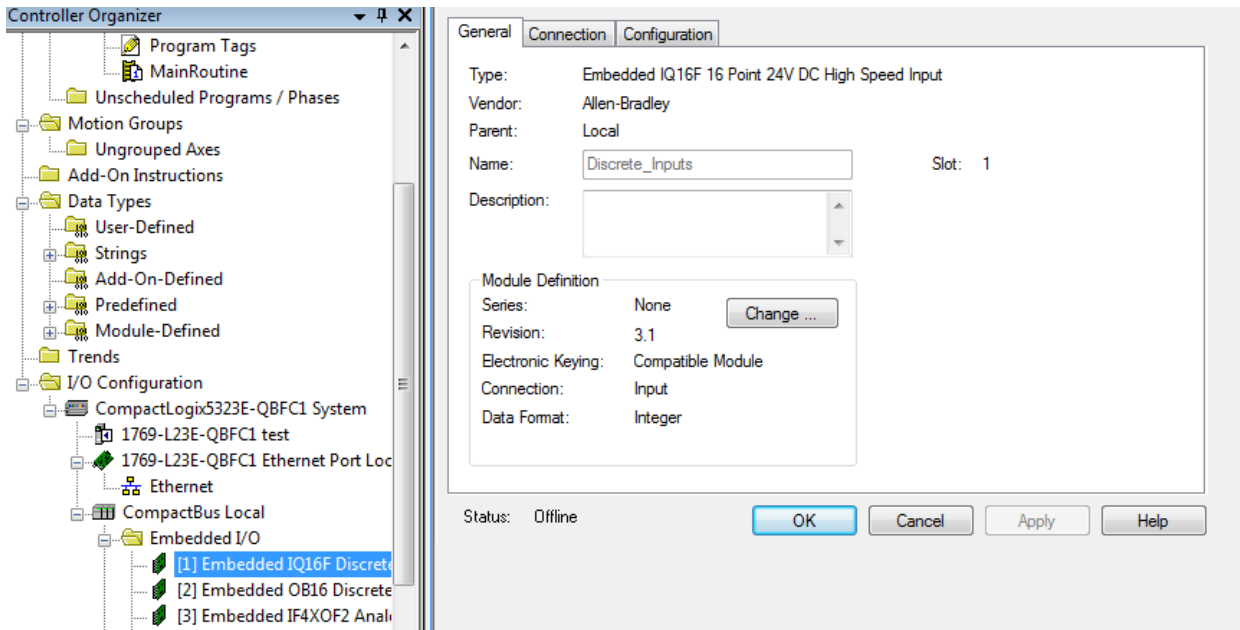 Controller Organizer
Program Tags
MainRoutine
Unscheduled Programs / Phases
Motion Groups
Ungrouped Axes
Add-On Instructions
Data Types
User-Defined
Strings
Add-On-Defined
Predefined
Module-Defined
Trends
I/O Configuration
CompactLogix5323E-QBFC1 System
1769-L23E-QBFC1 test
1769-L23E-QBFC1 Ethernet Port Loc
Ethernet
CompactBus Local
Embedded I/O
[1] Embedded IQ16F Discrete
[2] Embedded OB16 Discrete
[3] Embedded IF4XOF2 Anal
General Connection Configuration
Type: Embedded IQ16F 16 Point 24V DC High Speed Input
Vendor: Allen-Bradley
Parent: Local
Name: Discrete_Inputs Slot: 1
Description:
Module Definition
Series: None Change ...
Revision: 3.1
Electronic Keying: Compatible Module
Connection: Input
Data Format: Integer
Status: Offline OK Cancel Apply Help